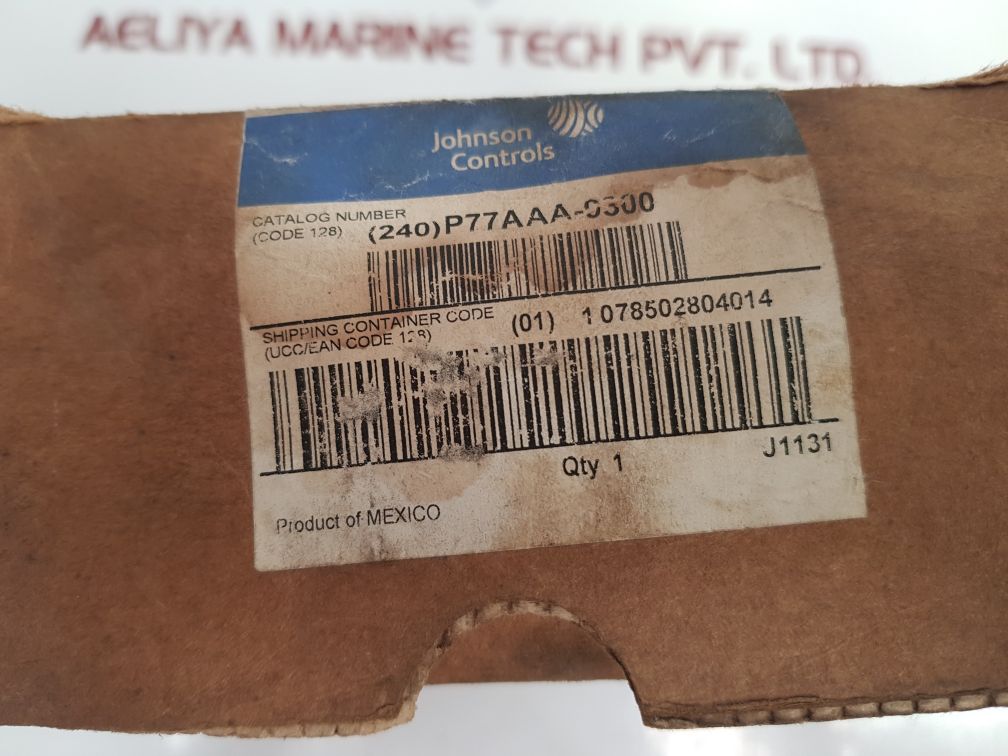 AELIYA MARINE TECH PVT. LTD.
Johnson
Controls
CATALOG NUMBER
(CODE 128) (240)P77AAA-9300
SHIPPING CONTAINER CODE
(UCC/EAN CODE 128) (01) 1 078502804014
Qty 1 J1131
Product of MEXICO